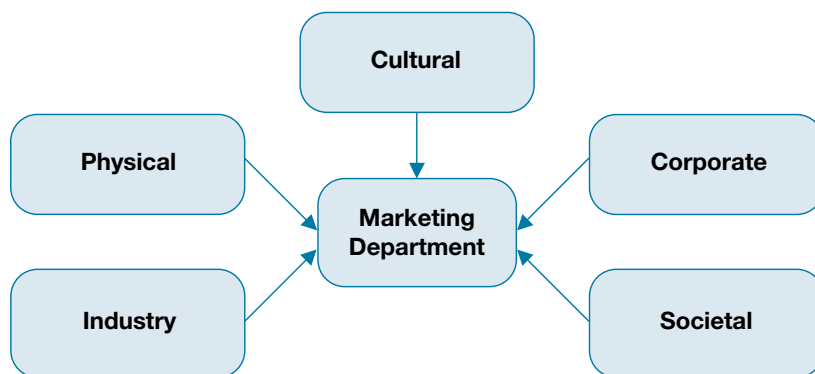 Cultural
Physical
Corporate
Marketing
Department
Industry
Societal